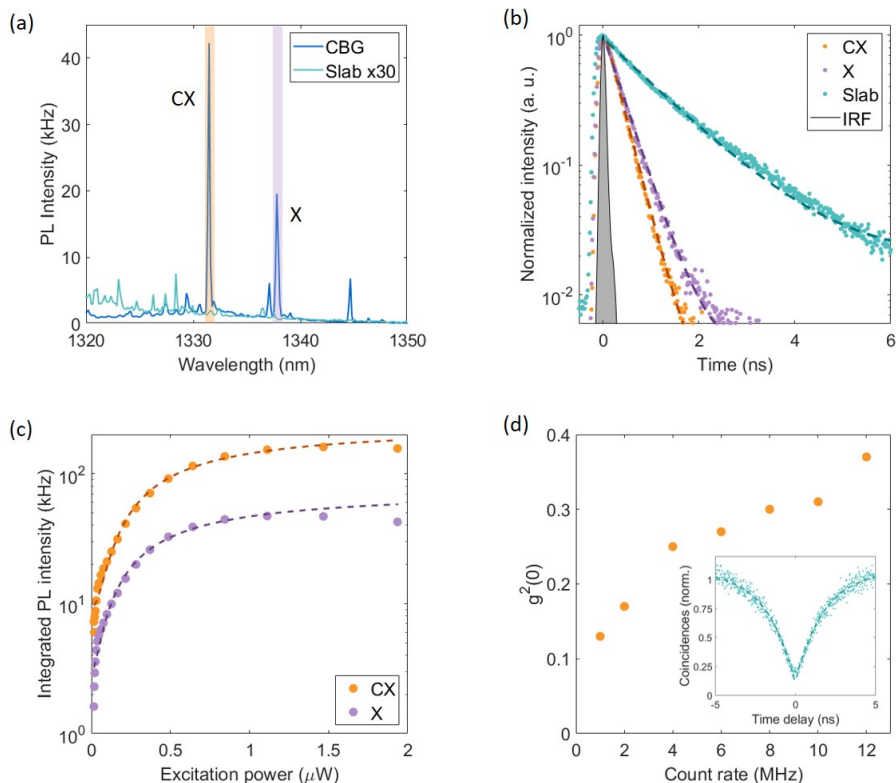 (a)
PL Intensity (kHz)
40
30
20
10
0
CBG
Slab x30
CX
X
1320
1330
1340
1350
Wavelength (nm)
(b)
Normalized intensity (a. u.)
10⁰
10⁻¹
10⁻²
CX
X
Slab
IRF
0
2
4
6
Time (ns)
(c)
Integrated PL intensity (kHz)
10²
10¹
10⁰
CX
X
0
0.5
1
1.5
2
Excitation power (μW)
(d)
g²(0)
0.4
0.3
0.2
0.1
0
Coincidences (norm.)
1
0.75
0.5
0.25
0
-5
0
5
Time delay (ns)
0
2
4
6
8
10
12
Count rate (MHz)